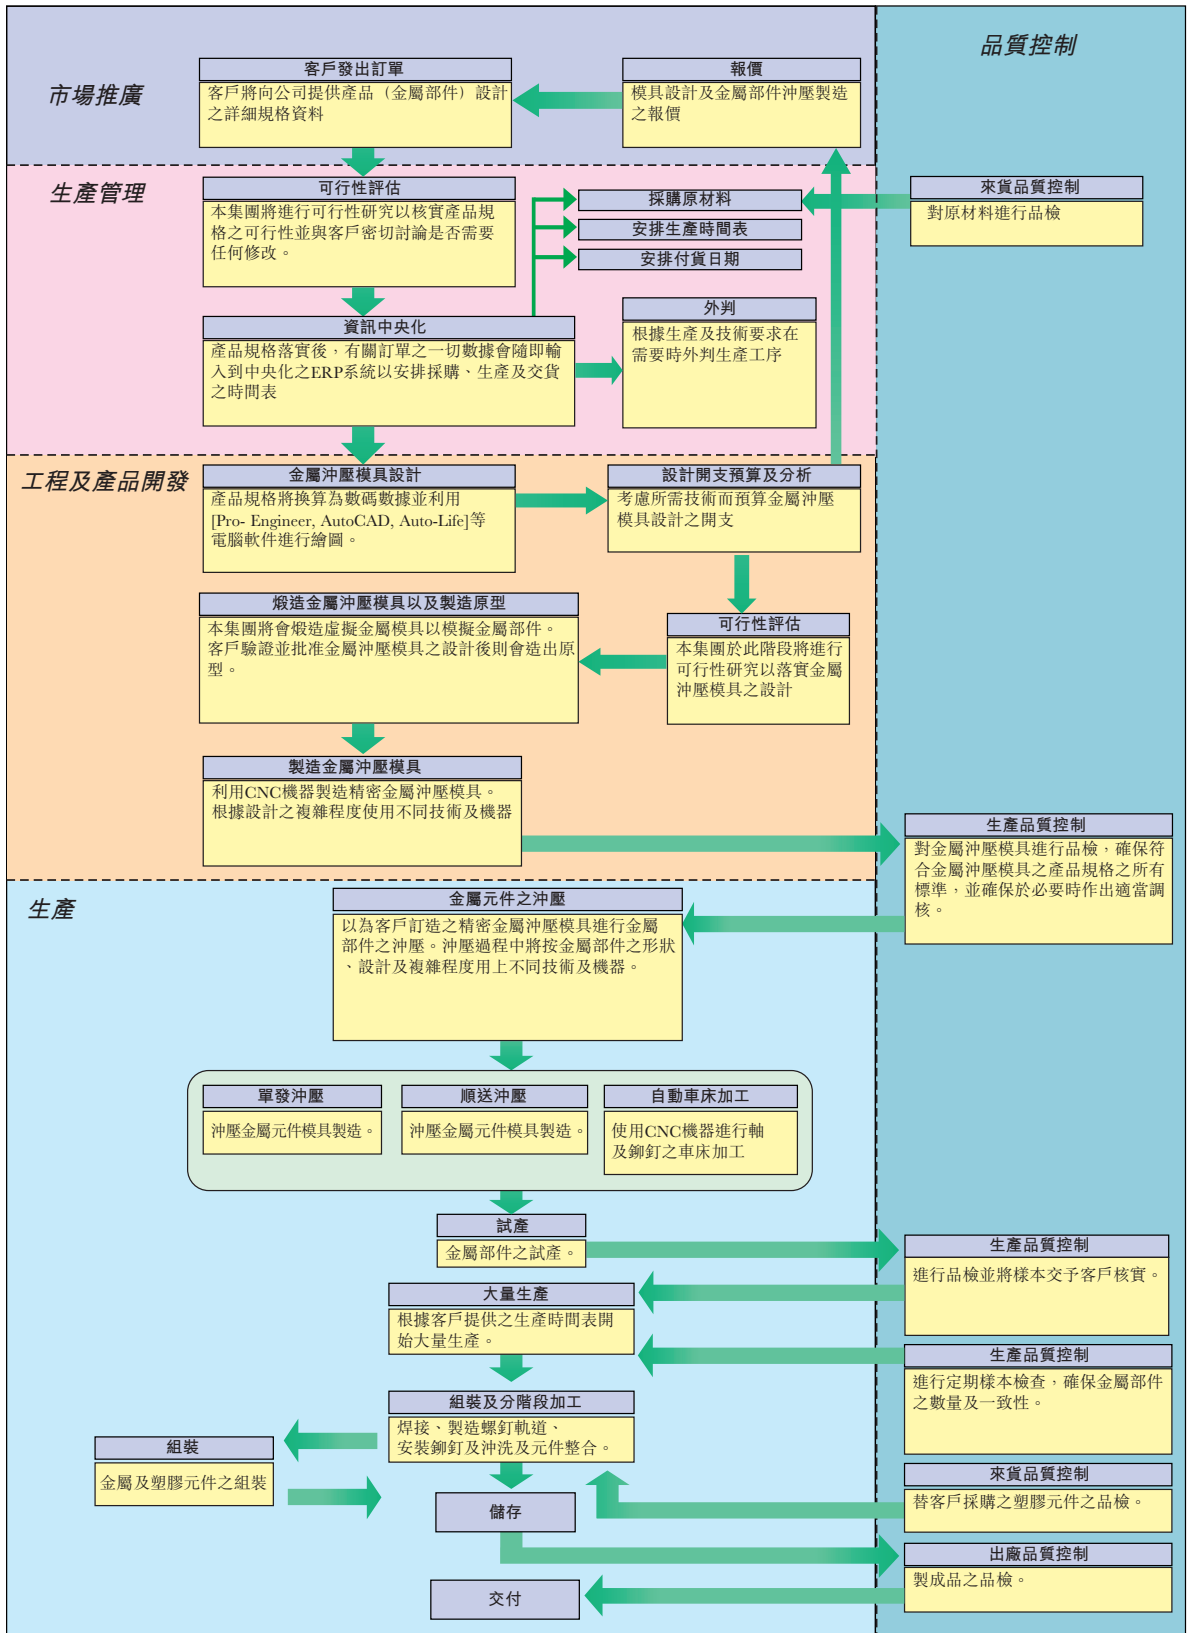 品質控制
市場推廣
客戶發出訂單
客戶將向公司提供產品（金屬部件）設計
之詳細規格資料
報價
模具設計及金屬部件沖壓製造
之報價
生產管理
可行性評估
本集團將進行可行性研究以核實產品規
格之可行性並與客戶密切討論是否需要
任何修改。
採購原材料
安排生產時間表
安排付貨日期
來貨品質控制
對原材料進行品檢
資訊中央化
產品規格落實後，有關訂單之一切數據會隨即輸
入到中央化之ERP系統以安排採購、生產及交貨
之時間表
外判
根據生產及技術要求在
需要時外判生產工序
工程及產品開發
金屬沖壓模具設計
產品規格將換算為數碼數據並利用
[Pro- Engineer, AutoCAD, Auto-Life]等
電腦軟件進行繪圖。
設計開支預算及分析
考慮所需技術而預算金屬沖壓
模具設計之開支
煅造金屬沖壓模具以及製造原型
本集團將會煅造虛擬金屬模具以模擬金屬部件。
客戶驗證並批准金屬沖壓模具之設計後則會造出原
型。
可行性評估
本集團於此階段將進行
可行性研究以落實金屬
沖壓模具之設計
製造金屬沖壓模具
利用CNC機器製造精密金屬沖壓模具。
根據設計之複雜程度使用不同技術及機器
生產品質控制
對金屬沖壓模具進行品檢，確保符
合金屬沖壓模具之產品規格之所有
標準，並確保於必要時作出適當調
核。
生產
金屬元件之沖壓
以為客戶訂造之精密金屬沖壓模具進行金屬
部件之沖壓。沖壓過程中將按金屬部件之形狀
、設計及複雜程度用上不同技術及機器。
單發沖壓
沖壓金屬元件模具製造。
順送沖壓
沖壓金屬元件模具製造。
自動車床加工
使用CNC機器進行軸
及鉚釘之車床加工
試產
金屬部件之試產。
生產品質控制
進行品檢並將樣本交予客戶核實。
大量生產
根據客戶提供之生產時間表開
始大量生產。
生產品質控制
進行定期樣本檢查，確保金屬部件
之數量及一致性。
組裝及分階段加工
焊接、製造螺釘軌道、
安裝鉚釘及沖洗及元件整合。
組裝
金屬及塑膠元件之組裝
來貨品質控制
替客戶採購之塑膠元件之品檢。
儲存
出廠品質控制
製成品之品檢。
交付